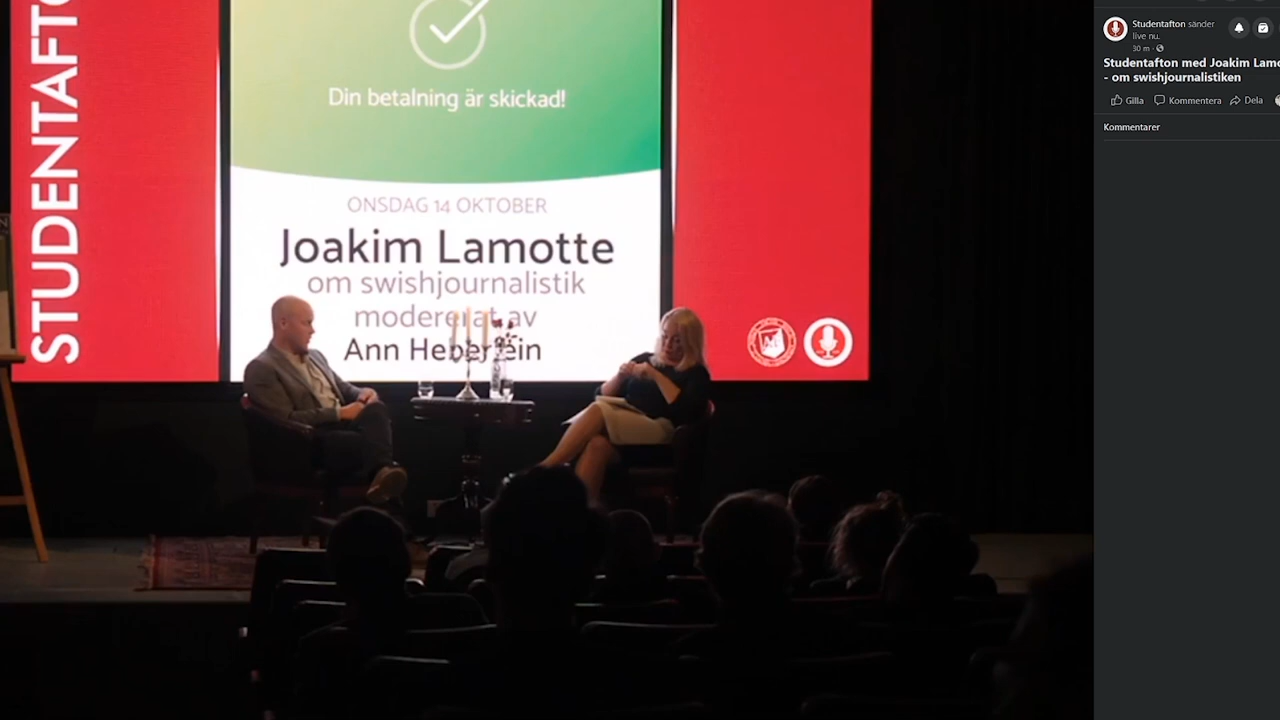 STUDENTAFTO
Din betalning är skickad!
ONSDAG 14 OKTOBER
Joakim Lamotte
om swishjournalistik
modererat av
Ann Heberlein
Studentafton sänder
live nu.
30 m
Studentafton med Joakim Lamo
- om swishjournalistiken
Gilla
Kommentera
Dela
Kommentarer